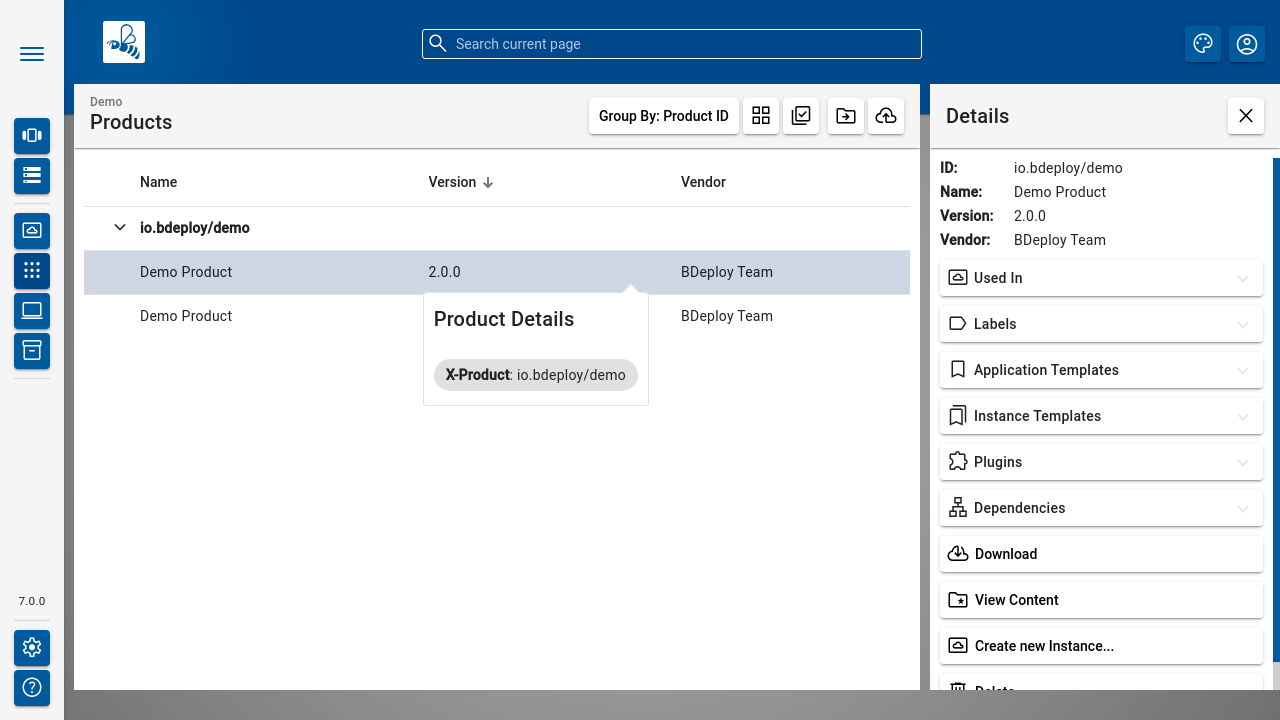 Search current page
Demo
Products
Group By: Product ID
Name Version Vendor
io.bdeploy/demo
Demo Product 2.0.0 BDeploy Team
Demo Product BDeploy Team
Product Details
X-Product: io.bdeploy/demo
7.0.0
Details
ID: io.bdeploy/demo
Name: Demo Product
Version: 2.0.0
Vendor: BDeploy Team
Used In
Labels
Application Templates
Instance Templates
Plugins
Dependencies
Download
View Content
Create new Instance...
Delete